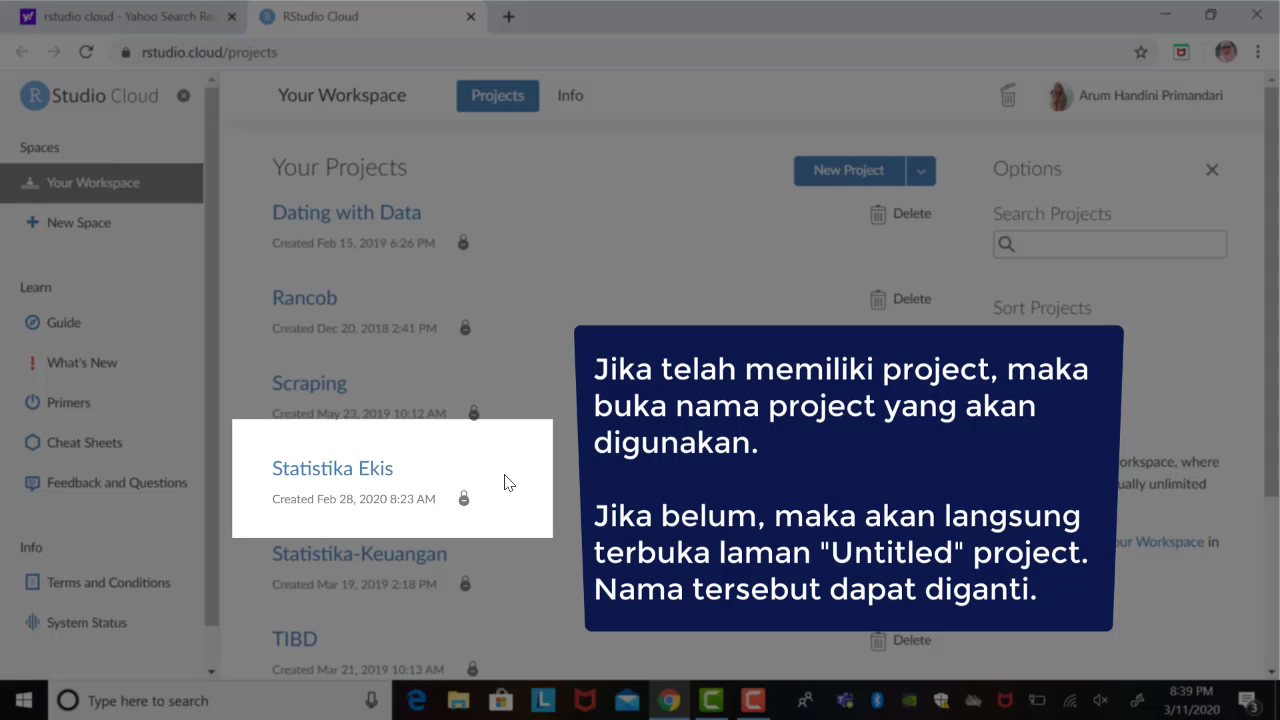 rstudio cloud - Yahoo Search Re
RStudio Cloud
rstudio.cloud/projects
R Studio Cloud
Your Workspace
Projects
Info
Arum Handini Primandari
Spaces
Your Workspace
New Space
Learn
Guide
What's New
Primers
Cheat Sheets
Feedback and Questions
Info
Terms and Conditions
System Status
Your Projects
New Project
Dating with Data
Delete
Created Feb 15, 2019 6:26 PM
Rancob
Delete
Created Dec 20, 2018 2:41 PM
Scraping
Created May 23, 2019 10:12 AM
Statistika Ekis
Created Feb 28, 2020 8:23 AM
Statistika-Keuangan
Created Mar 19, 2019 2:18 PM
TIBD
Delete
Created Mar 21, 2019 10:13 AM
Options
Search Projects
Sort Projects
Jika telah memiliki project, maka
buka nama project yang akan
digunakan.
Jika belum, maka akan langsung
terbuka laman "Untitled" project.
Nama tersebut dapat diganti.
orkspace, where
ually unlimited
our Workspace in
Type here to search
8:39 PM
3/11/2020
3